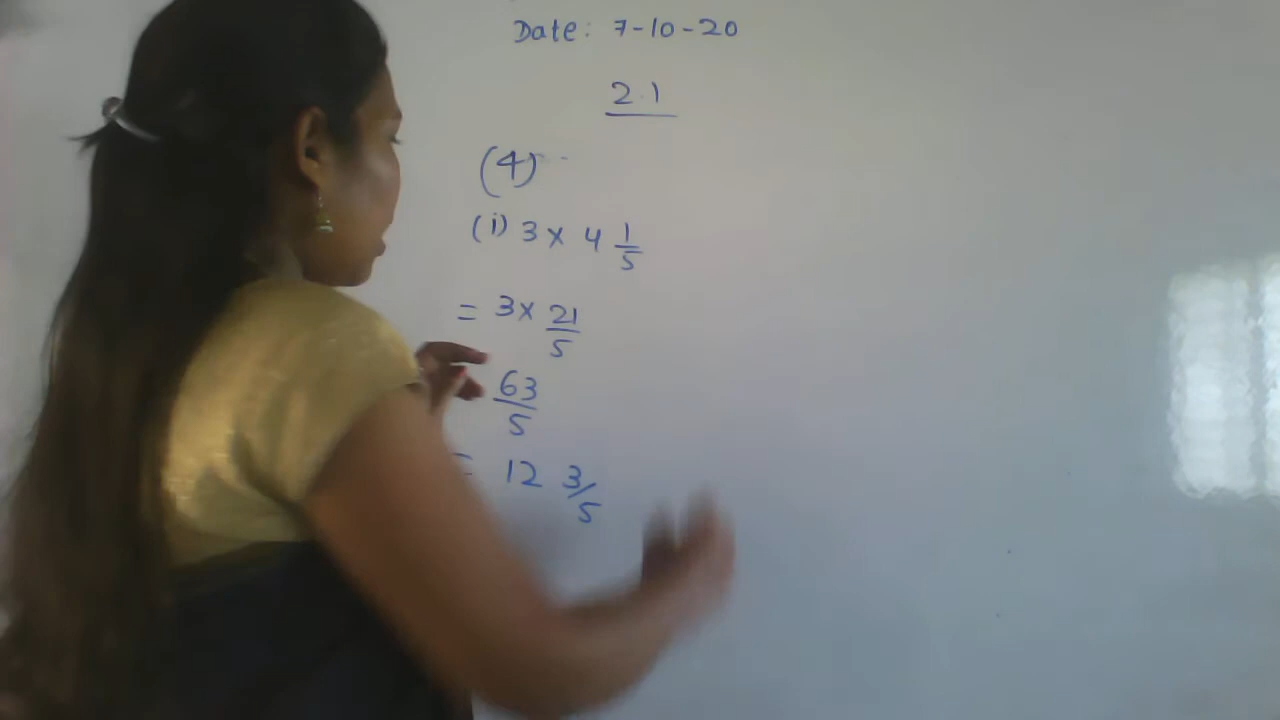 Date: 7-10-20
2.1
(4)
(i) 3 × 4 1/5
= 3 × 21/5
63/5
= 12 3/5